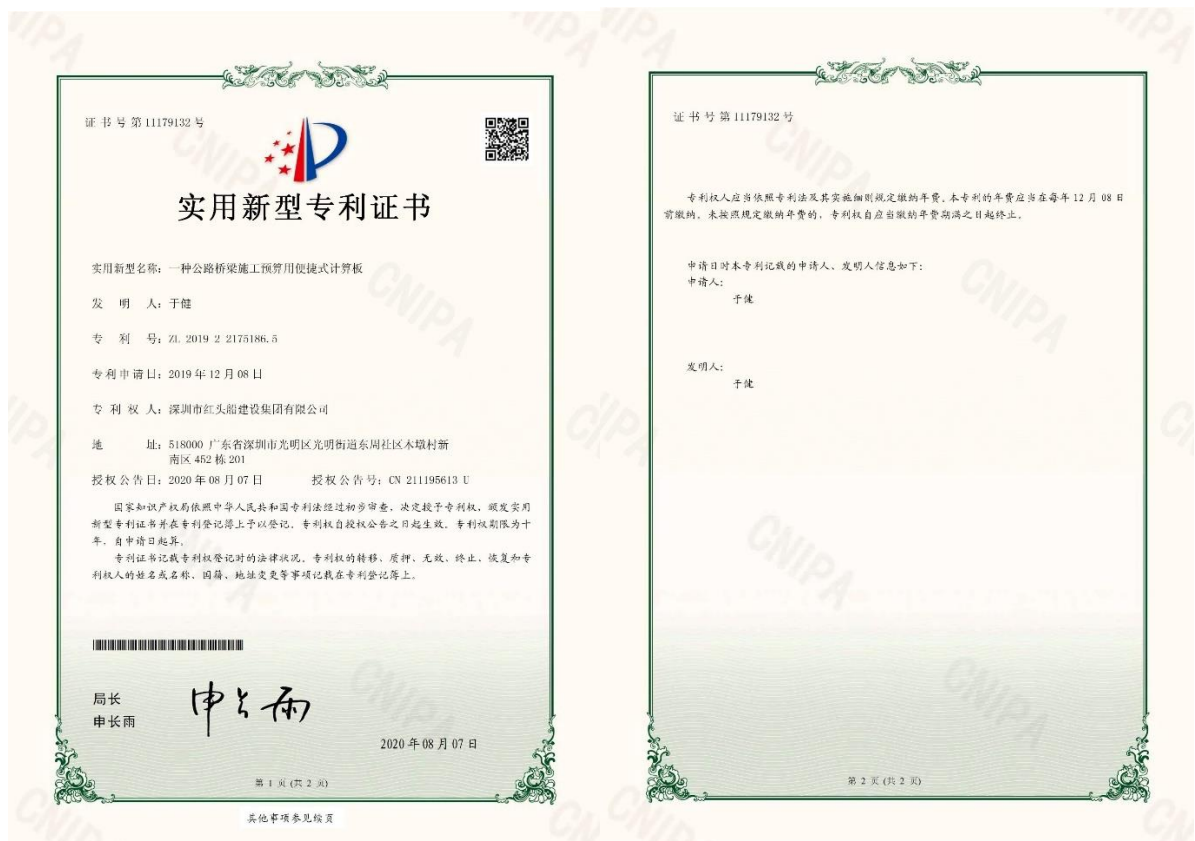 证书号第11179132号
实用新型专利证书
实用新型名称：一种公路桥梁施工预算用便捷式计算板
发 明 人：于健
专 利 号：ZL 2019 2 2175186.5
专利申请日：2019年12月08日
专 利 权 人：深圳市红头船建设集团有限公司
地 址：518000 广东省深圳市光明区光明街道东周社区木墩村新
南区452栋201
授权公告日：2020年08月07日 授权公告号：CN 211195613 U
国家知识产权局依照中华人民共和国专利法经过初步审查，决定授予专利权，颁发实用
新型专利证书并在专利登记簿上予以登记。专利权自授权公告之日起生效。专利权期限为十
年，自申请日起算。
专利证书记载专利权登记时的法律状况。专利权的转移、质押、无效、终止、恢复和专
利权人的姓名或名称、国籍、地址变更等事项记载在专利登记簿上。
局长
申长雨
申长雨
2020年08月07日
第 1 页 (共 2 页)
其他事项参见续页
证书号第11179132号
专利权人应当依照专利法及其实施细则规定缴纳年费。本专利的年费应当在每年12月08日
前缴纳。未按照规定缴纳年费的，专利权自应当缴纳年费期满之日起终止。
申请日时本专利记载的申请人、发明人信息如下：
申请人：
于健
发明人：
于健
第 2 页 (共 2 页)
CNIPA